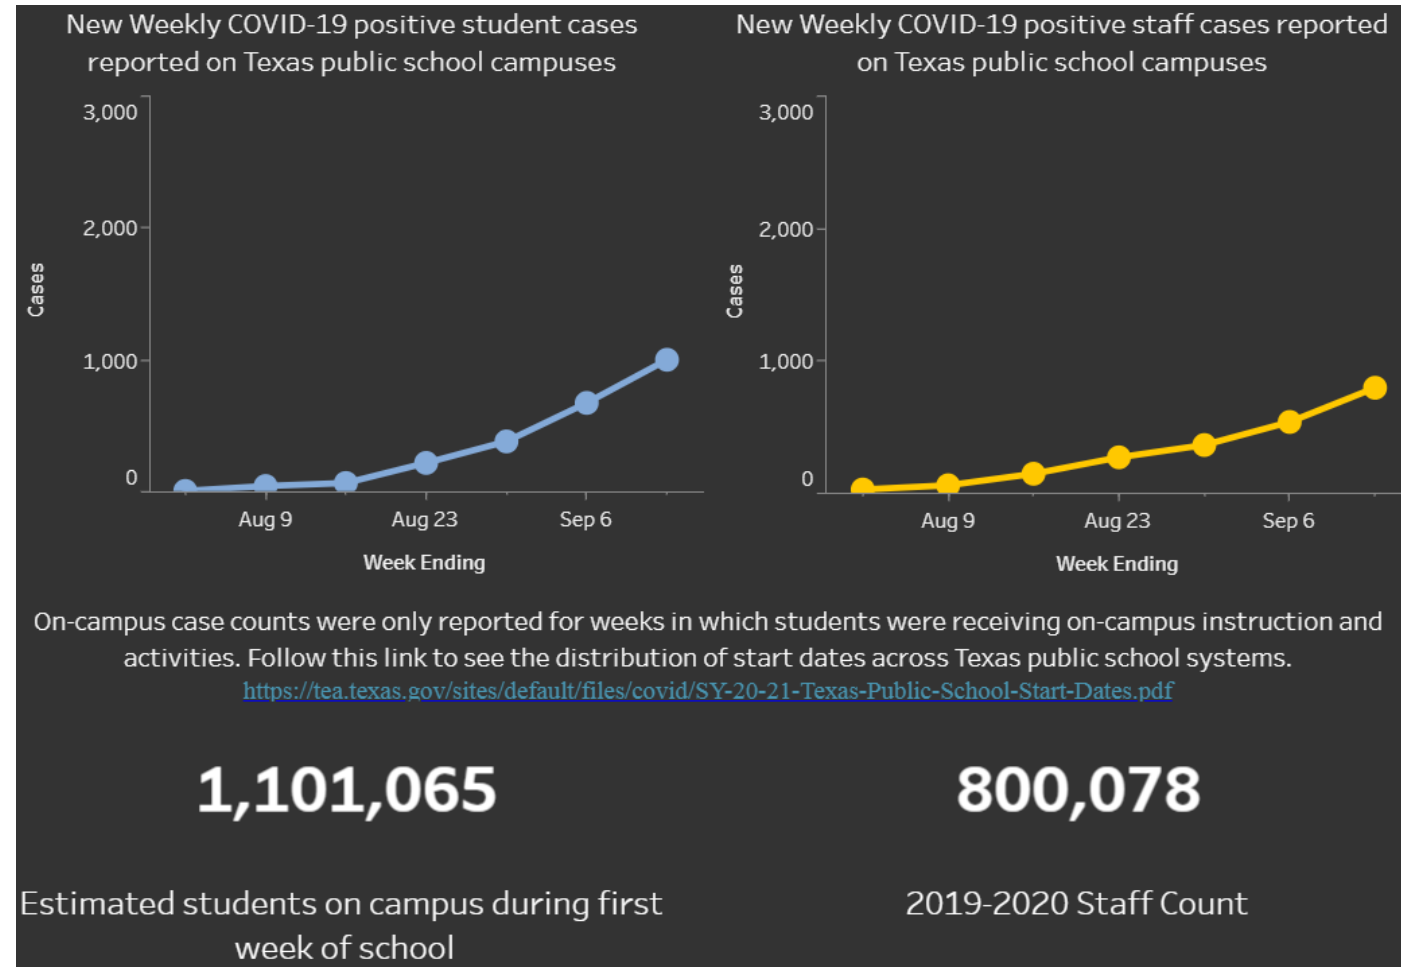 New Weekly COVID-19 positive student cases
reported on Texas public school campuses
3,000
2,000
1,000
0
Cases
Aug 9
Aug 23
Sep 6
Week Ending
New Weekly COVID-19 positive staff cases reported
on Texas public school campuses
3,000
2,000
1,000
0
Cases
Aug 9
Aug 23
Sep 6
Week Ending
On-campus case counts were only reported for weeks in which students were receiving on-campus instruction and
activities. Follow this link to see the distribution of start dates across Texas public school systems.
https://tea.texas.gov/sites/default/files/covid/SY-20-21-Texas-Public-School-Start-Dates.pdf
1,101,065
Estimated students on campus during first
week of school
800,078
2019-2020 Staff Count